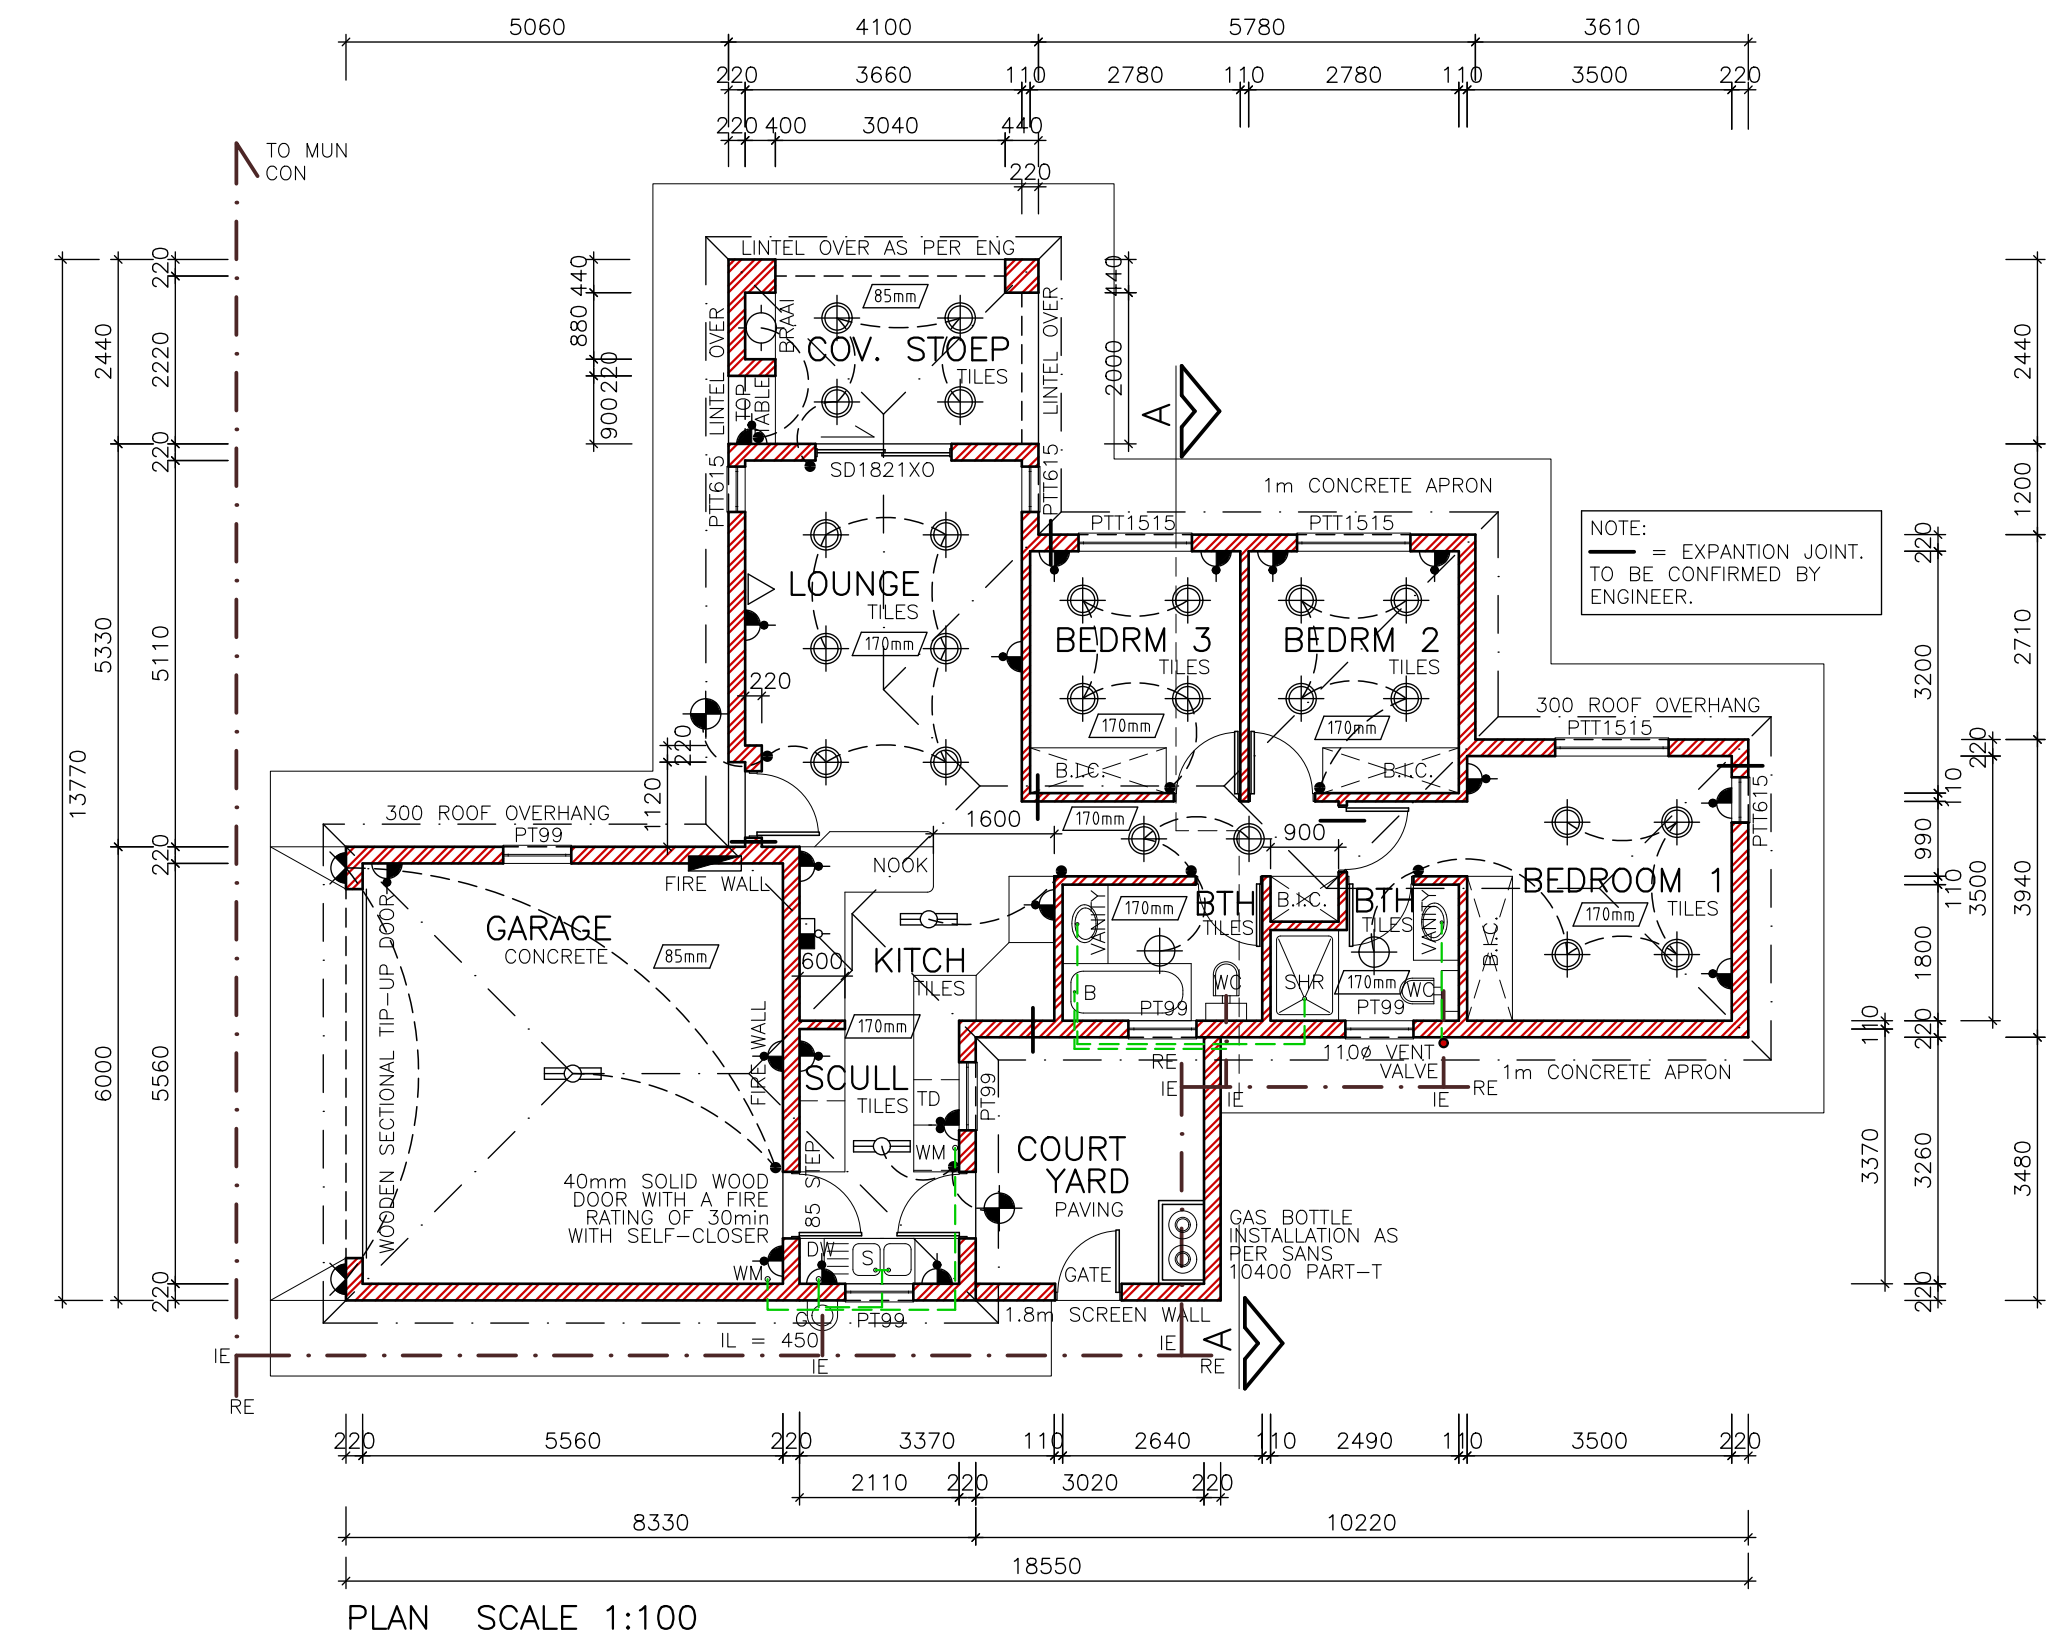 5060 4100 5780 3610
220 3660 110 2780 110 2780 110 3500 220
220 400 3040 440
220
TO MUN
CON
LINTEL OVER AS PER ENG
LINTEL OVER
LINTEL OVER
85mm
BRAAI
COV. STOEP
TILES
TOP
TABLE
440
880
220
900
440
2000
A
SD1821XO
PTT615
PTT615
1m CONCRETE APRON
NOTE:
= EXPANTION JOINT.
TO BE CONFIRMED BY
ENGINEER.
PTT1515
PTT1515
LOUNGE
TILES
170mm
BEDRM 3
TILES
170mm
BEDRM 2
TILES
170mm
220
220
1120
300 ROOF OVERHANG
PTT1515
PTT615
B.I.C.
B.I.C.
170mm
1600
900
300 ROOF OVERHANG
PT99
FIRE WALL
NOOK
GARAGE
CONCRETE
85mm
WOODEN SECTIONAL TIP-UP DOOR
FIRE WALL
600
KITCH
TILES
170mm
VANITY
170mm
BTH
TILES
B.I.C.
BTH
TILES
VANITY
B.I.C.
BEDROOM 1
TILES
170mm
B
WC
PT99
SHR
170mm
WC
PT99
SCULL
TILES
TD
PT99
WM
85 STEP
RE
IE
IE
110ø VENT
VALVE
IE
RE
1m CONCRETE APRON
COURT
YARD
PAVING
40mm SOLID WOOD
DOOR WITH A FIRE
RATING OF 30min
WITH SELF-CLOSER
WM
DW
S
GATE
GAS BOTTLE
INSTALLATION AS
PER SANS
10400 PART-T
G
PT99
IL = 450
1.8m SCREEN WALL
IE
IE
IE
RE
RE
A
13770
2440
5330
6000
220
2220
220
5110
220
5560
220
220
3200
110
990
110
1800
220
3260
220
220
3500
110
3370
2440
1200
2710
3940
3480
220 5560 220 3370 110 2640 110 2490 110 3500 220
2110 220 3020 220
8330 10220
18550
PLAN SCALE 1:100